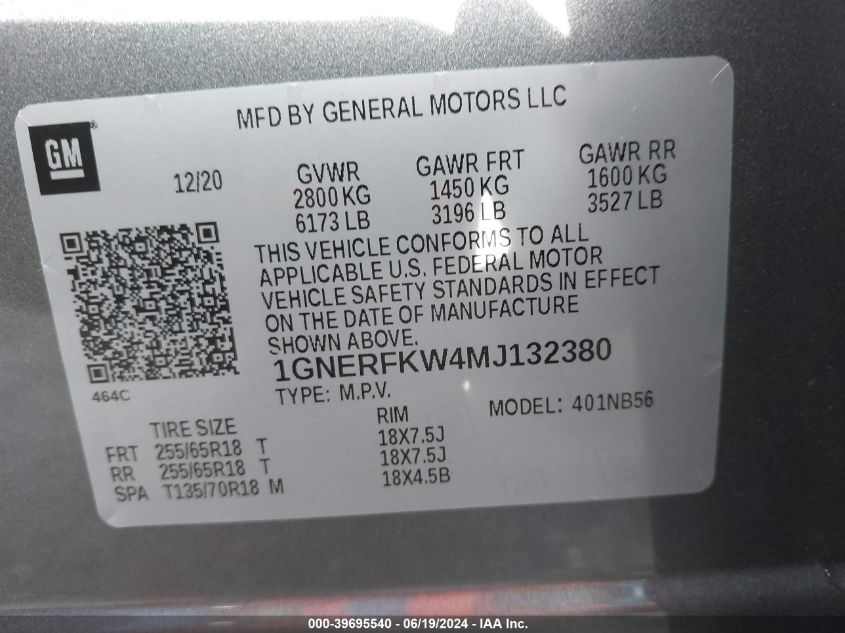 MFD BY GENERAL MOTORS LLC
GM
12/20
GVWR
2800 KG
6173 LB
GAWR FRT
1450 KG
3196 LB
GAWR RR
1600 KG
3527 LB
THIS VEHICLE CONFORMS TO ALL
APPLICABLE U.S. FEDERAL MOTOR
VEHICLE SAFETY STANDARDS IN EFFECT
ON THE DATE OF MANUFACTURE
SHOWN ABOVE.
1GNERFKW4MJ132380
TYPE: M.P.V.
464C
MODEL: 401NB56
TIRE SIZE RIM
FRT 255/65R18 T 18X7.5J
RR 255/65R18 T 18X7.5J
SPA T135/70R18 M 18X4.5B
000-39695540 - 06/19/2024 - IAA Inc.